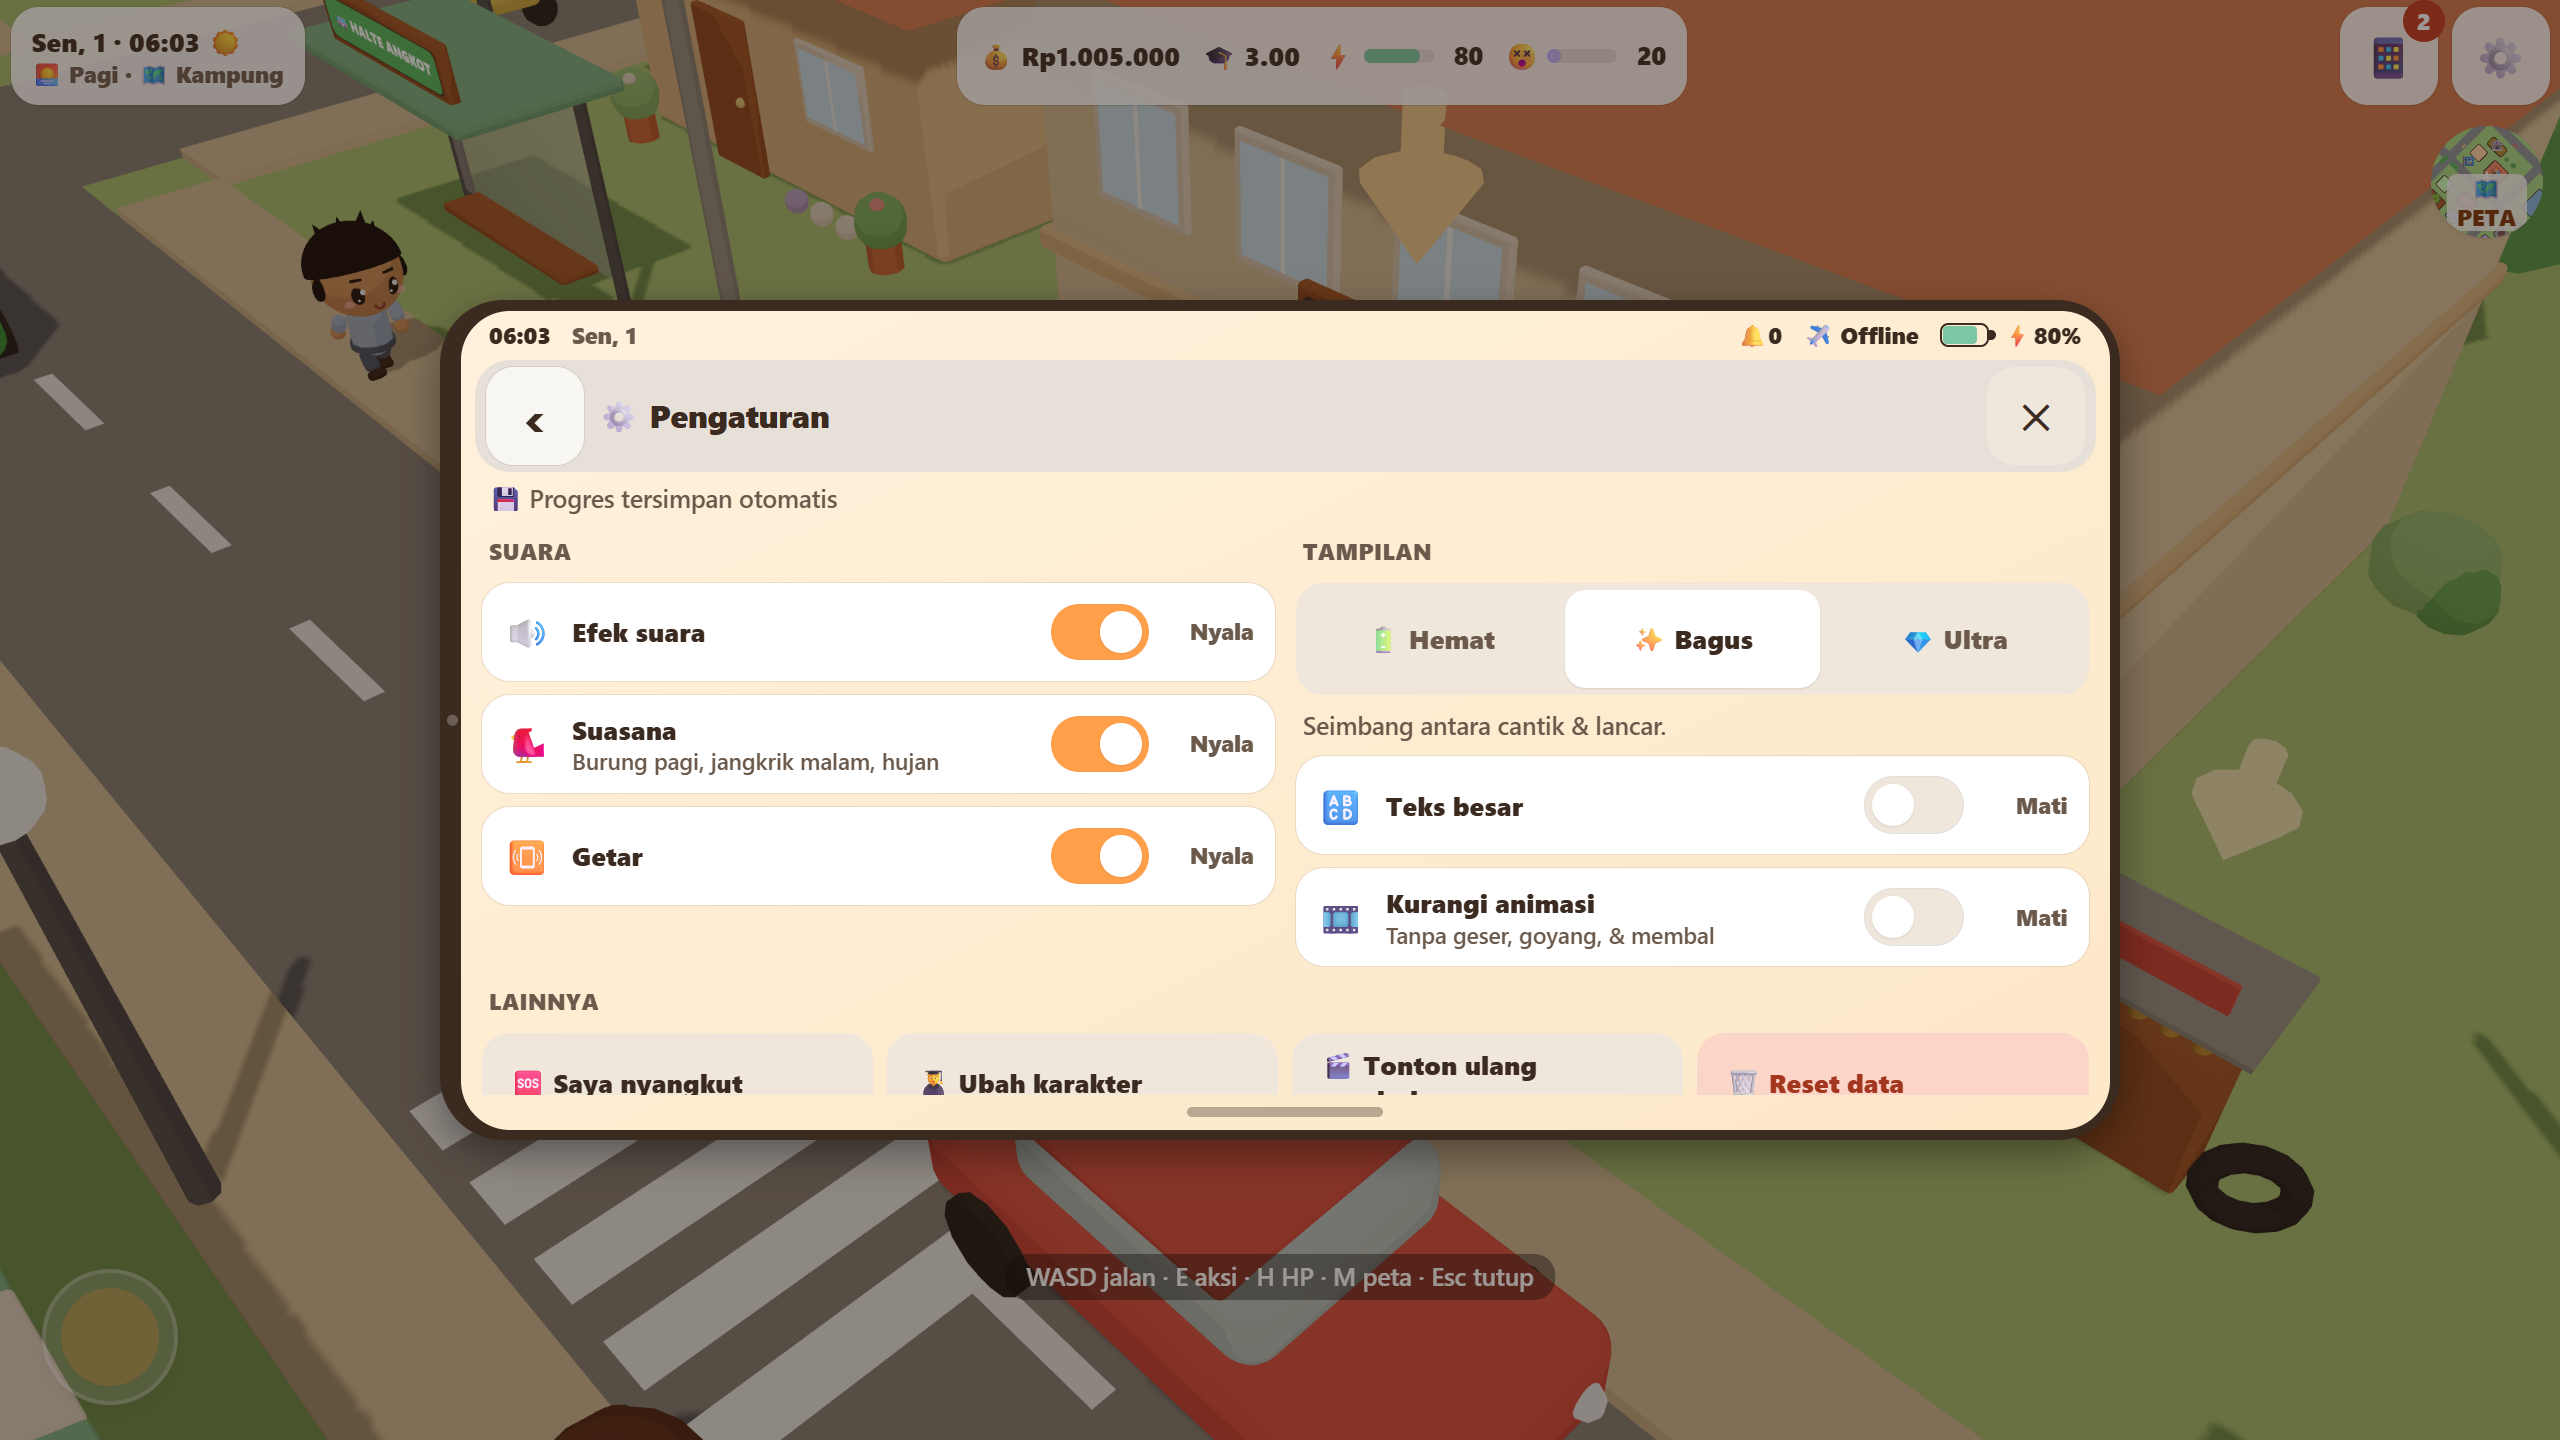 Sen, 1 · 06:03
Pagi · Kampung
HALTE ANGKOT
Rp1.005.000 3.00 80 20
2
PETA
06:03 Sen, 1
0 Offline 80%
Pengaturan
Progres tersimpan otomatis
SUARA
Efek suara Nyala
Suasana
Burung pagi, jangkrik malam, hujan
Nyala
Getar Nyala
TAMPILAN
Hemat Bagus Ultra
Seimbang antara cantik & lancar.
Teks besar Mati
Kurangi animasi
Tanpa geser, goyang, & membal
Mati
LAINNYA
SOS Saya nyangkut
Ubah karakter
Tonton ulang
Reset data
WASD jalan · E aksi · H HP · M peta · Esc tutup